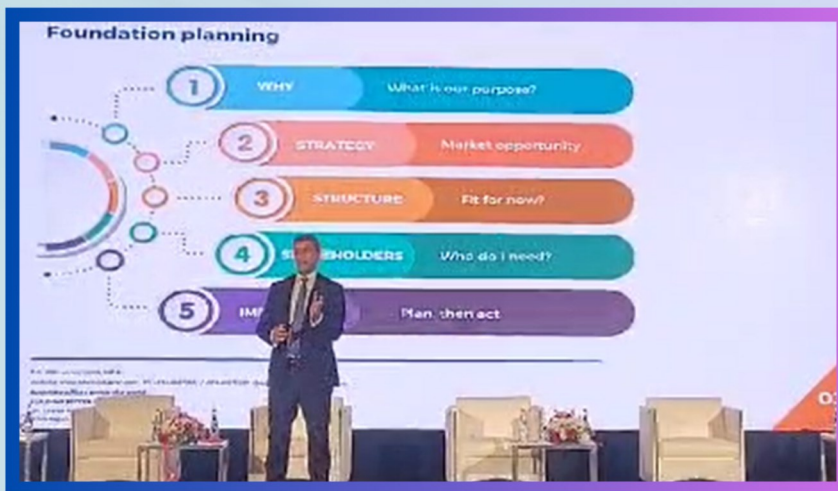 Foundation planning
1 WHY What is our purpose?
2 STRATEGY Market opportunity
3 STRUCTURE Fit for now?
4 HOLDERS Who do I need?
5 IM Plan, then act